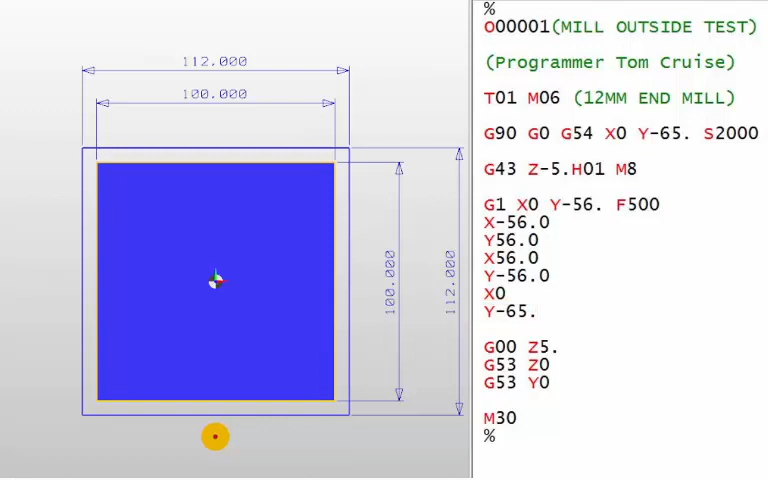 112.000
100.000
100.000
112.000
%
O00001(MILL OUTSIDE TEST)
(Programmer Tom Cruise)
T01 M06 (12MM END MILL)
G90 G0 G54 X0 Y-65. S2000
G43 Z-5.H01 M8
G1 X0 Y-56. F500
X-56.0
Y56.0
X56.0
Y-56.0
X0
Y-65.
G00 Z5.
G53 Z0
G53 Y0
M30
%